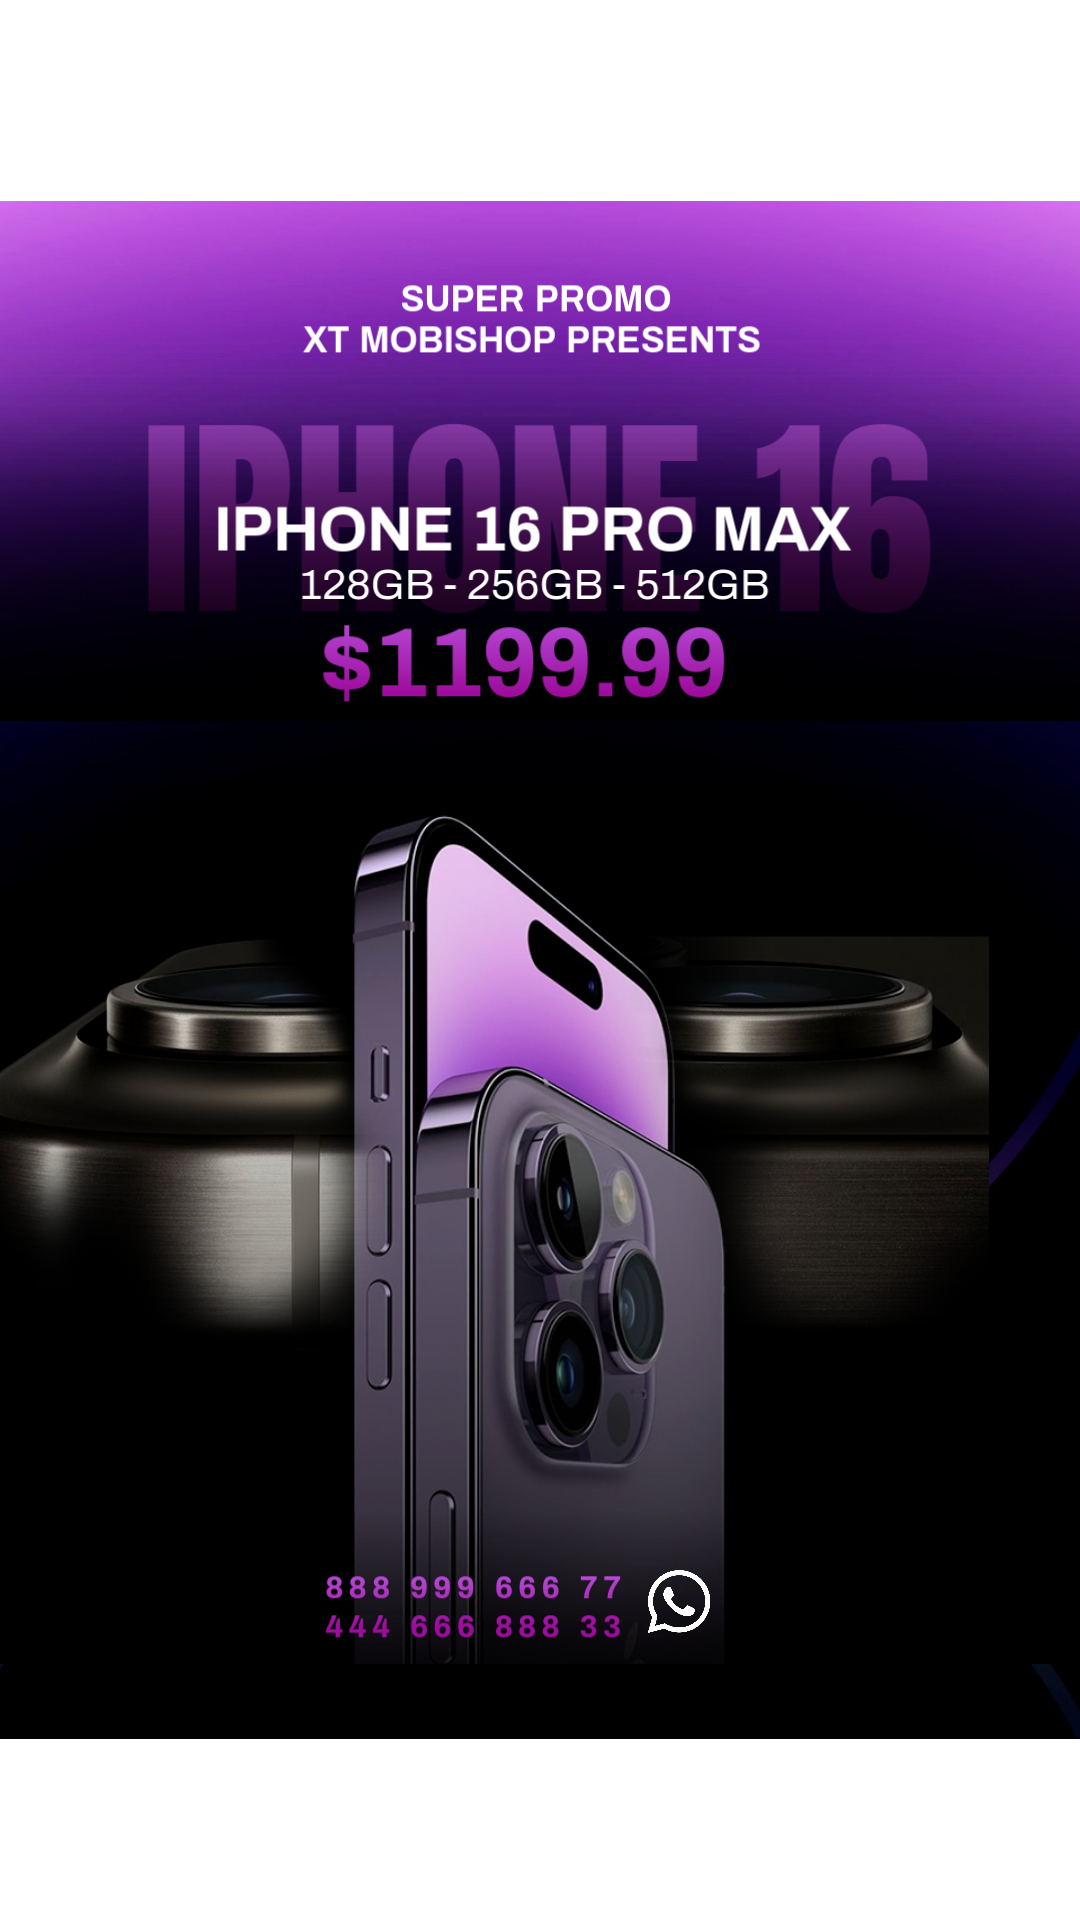 SUPER PROMO
XT MOBISHOP PRESENTS
IPHONE 16
IPHONE 16 PRO MAX
128GB - 256GB - 512GB
$1199.99
888 999 666 77
444 666 888 33